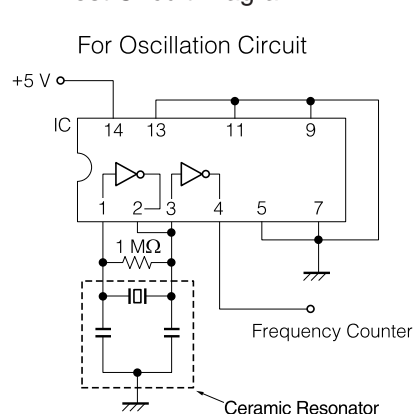 For Oscillation Circuit
+5 V
IC
14 13 11 9
1 2 3 4 5 7
1 MΩ
Frequency Counter
Ceramic Resonator